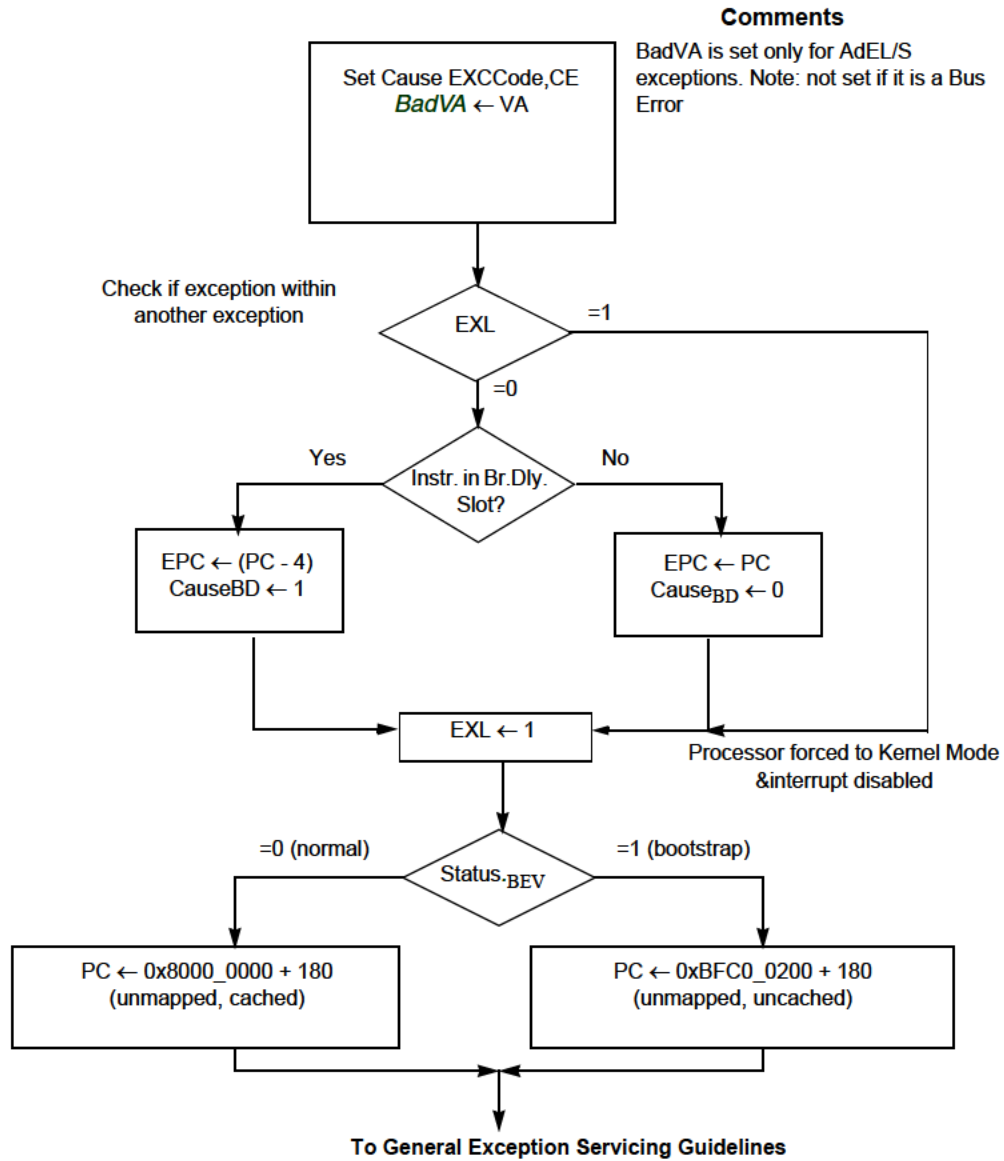 Comments
BadVA is set only for AdEL/S
exceptions. Note: not set if it is a Bus
Error
Set Cause EXCCode,CE
BadVA ← VA
Check if exception within
another exception
EXL
=1
=0
Yes
Instr. in Br.Dly.
Slot?
No
EPC ← (PC - 4)
CauseBD ← 1
EPC ← PC
CauseBD ← 0
EXL ← 1
Processor forced to Kernel Mode
&interrupt disabled
=0 (normal)
Status.BEV
=1 (bootstrap)
PC ← 0x8000_0000 + 180
(unmapped, cached)
PC ← 0xBFC0_0200 + 180
(unmapped, uncached)
To General Exception Servicing Guidelines